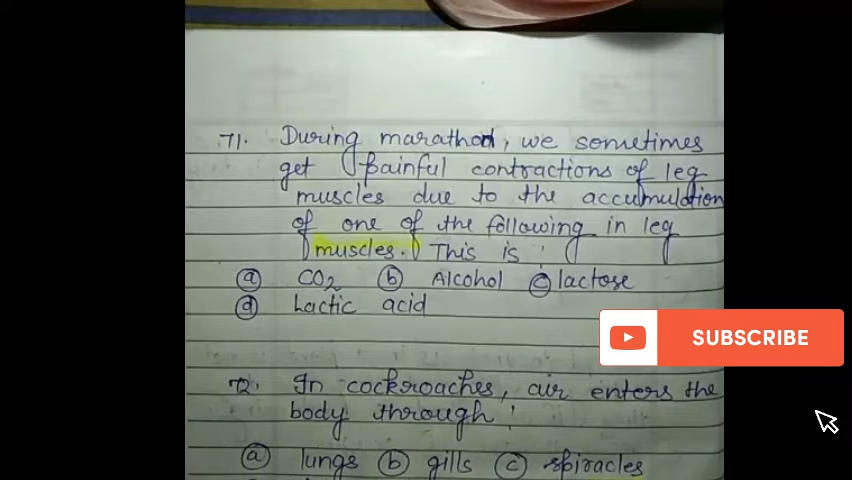 71. During marathon, we sometimes
get painful contractions of leg
muscles due to the accumulation
of one of the following in leg
muscles. This is :
(a) CO2 (b) Alcohol (c) lactose
(d) Lactic acid
SUBSCRIBE
72. In cockroaches, air enters the
body through :
(a) lungs (b) gills (c) spiracles